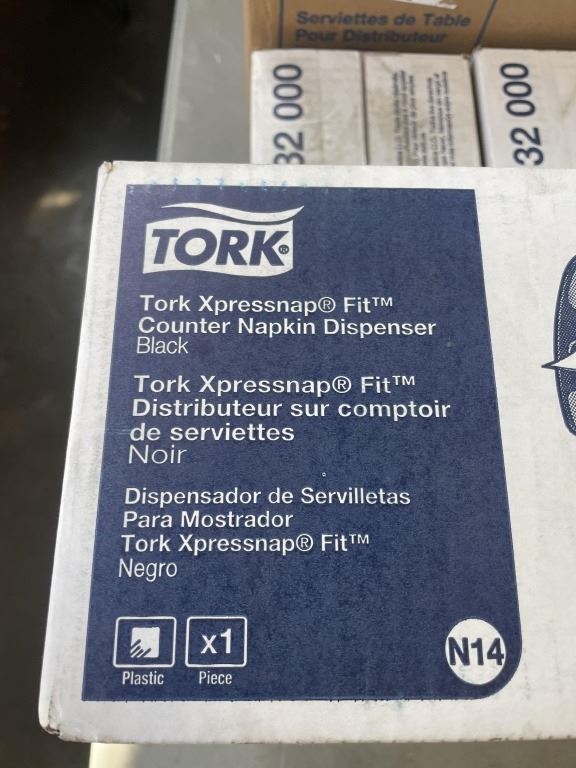 Serviettes de Table
Pour Distributeur
32 000
32 000
TORK®
Tork Xpressnap® Fit™
Counter Napkin Dispenser
Black
Tork Xpressnap® Fit™
Distributeur sur comptoir
de serviettes
Noir
Dispensador de Servilletas
Para Mostrador
Tork Xpressnap® Fit™
Negro
x1
Plastic
Piece
N14